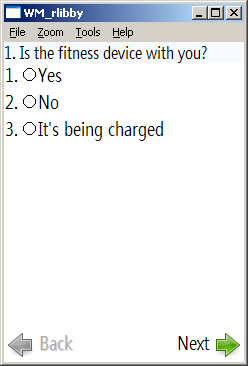 WM_rlibby
File Zoom Tools Help
1. Is the fitness device with you?
1. Yes
2. No
3. It's being charged
Back Next